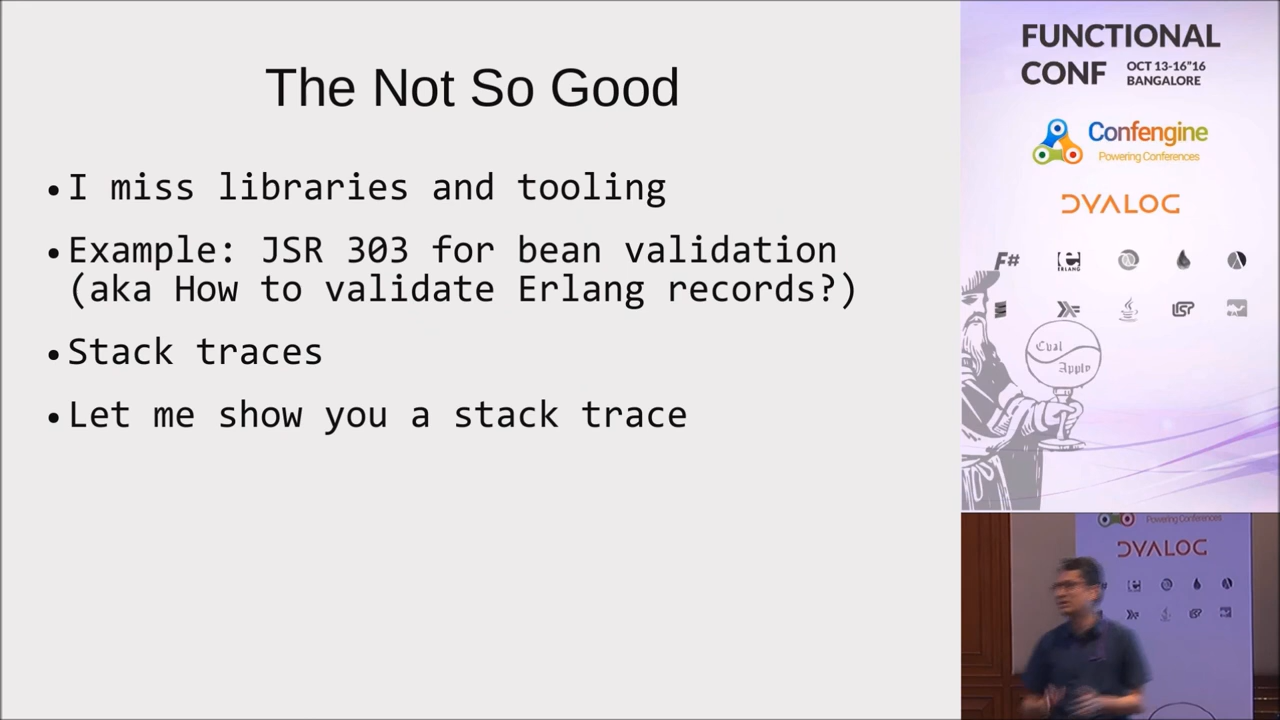 The Not So Good
•I miss libraries and tooling
•Example: JSR 303 for bean validation
(aka How to validate Erlang records?)
•Stack traces
•Let me show you a stack trace
FUNCTIONAL
CONF OCT 13-16"16
BANGALORE
Confengine
Powering Conferences
DYALOG
F#
ERLANG
LISP
Eval
Apply
Powering Conferences
DYALOG